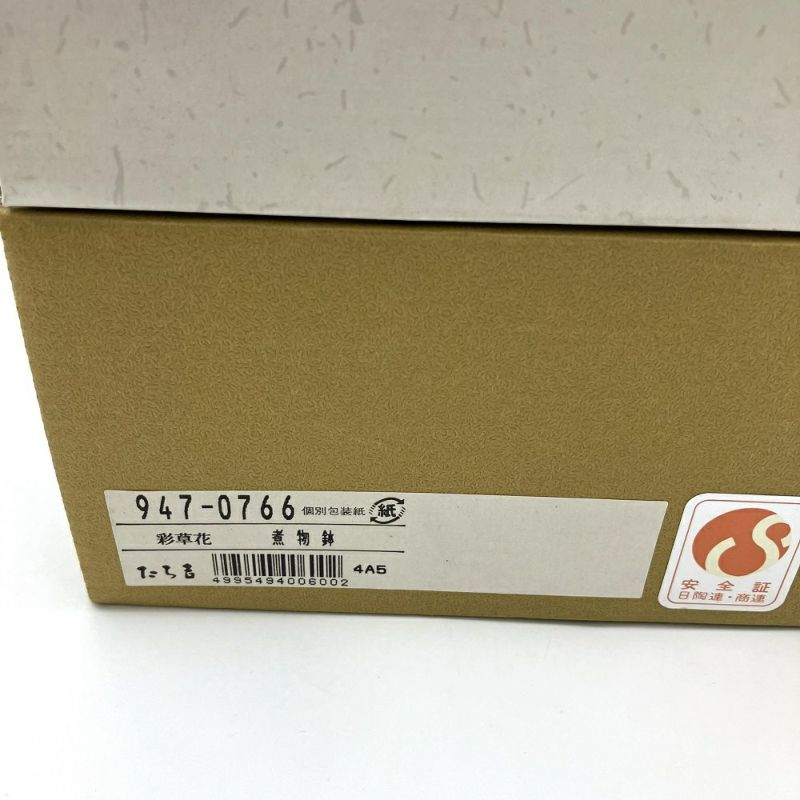 947-0766 個別包装紙 紙
彩草花 煮物鉢
たち吉 4995494006002 4A5
安全証
日陶連・商連